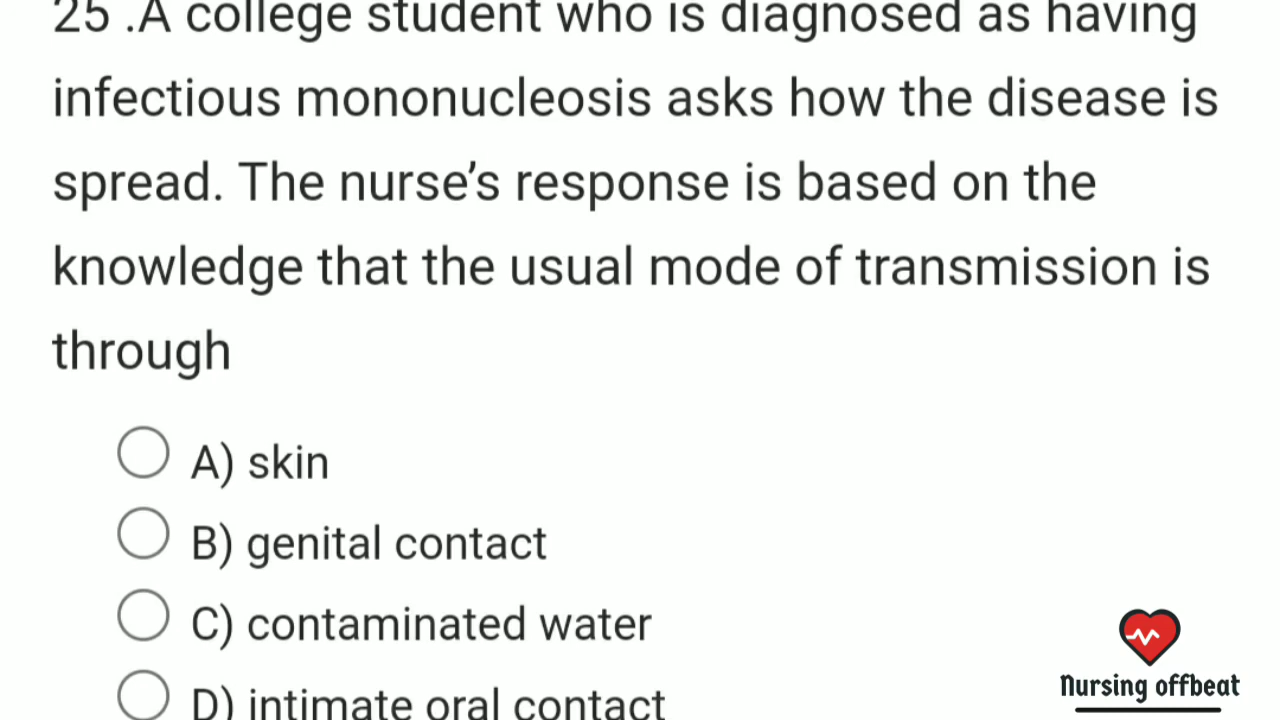 25 .A college student who is diagnosed as having
infectious mononucleosis asks how the disease is
spread. The nurse’s response is based on the
knowledge that the usual mode of transmission is
through
A) skin
B) genital contact
C) contaminated water
D) intimate oral contact
Nursing offbeat